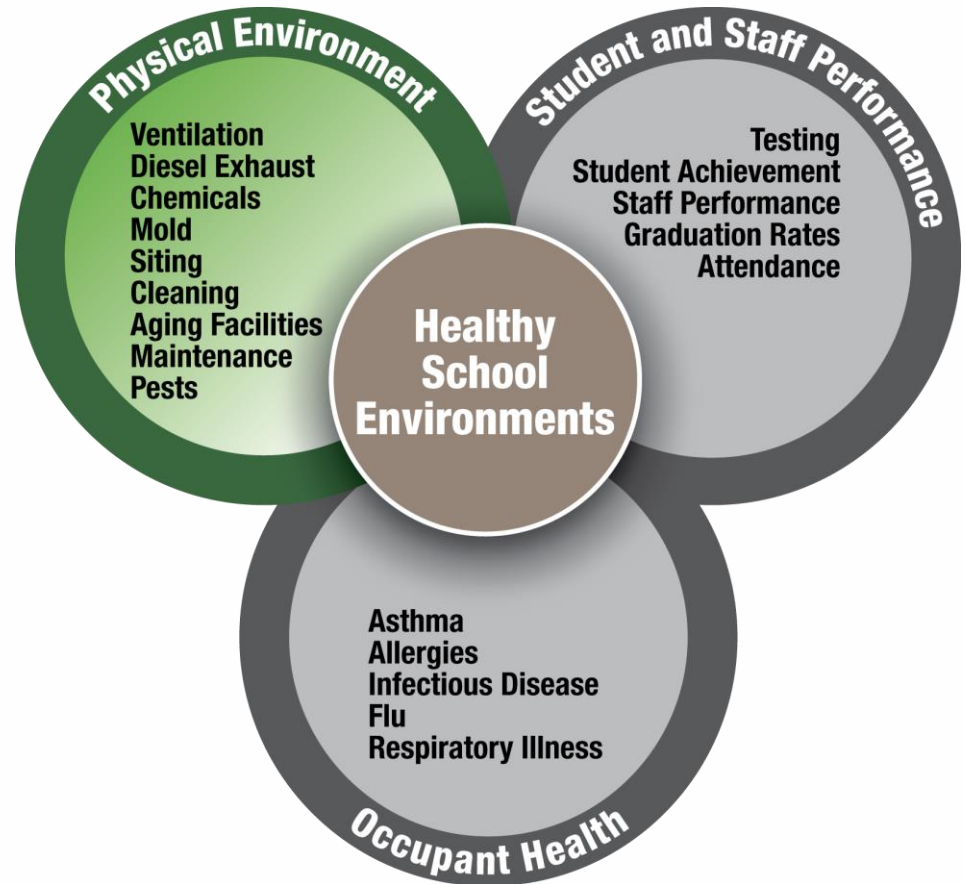 Physical Environment
Ventilation
Diesel Exhaust
Chemicals
Mold
Siting
Cleaning
Aging Facilities
Maintenance
Pests
Student and Staff Performance
Testing
Student Achievement
Staff Performance
Graduation Rates
Attendance
Healthy
School
Environments
Asthma
Allergies
Infectious Disease
Flu
Respiratory Illness
Occupant Health